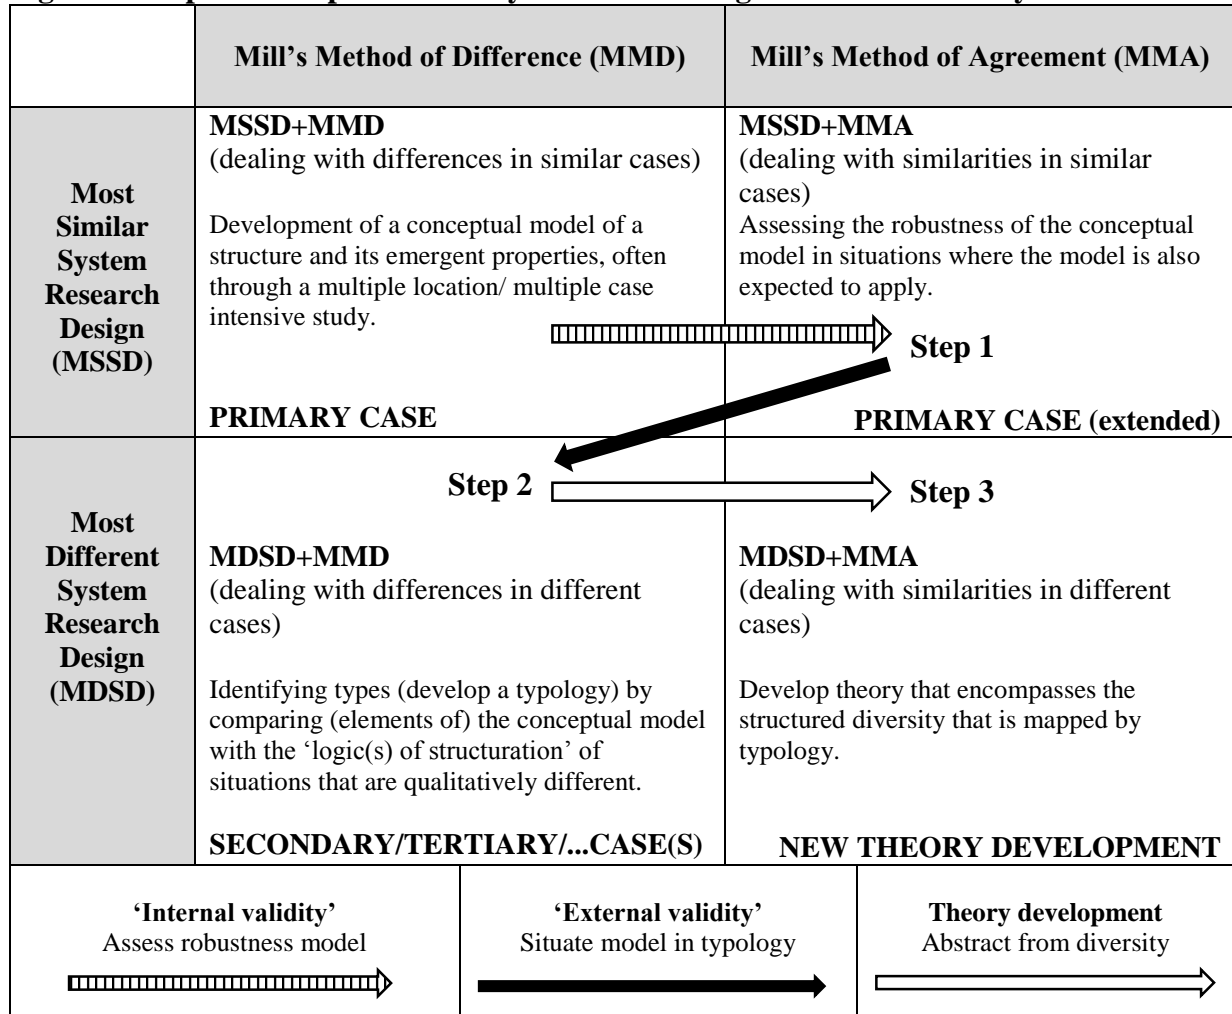 Mill’s Method of Difference (MMD)
Mill’s Method of Agreement (MMA)
Most
Similar
System
Research
Design
(MSSD)
MSSD+MMD
(dealing with differences in similar cases)
Development of a conceptual model of a
structure and its emergent properties, often
through a multiple location/ multiple case
intensive study.
PRIMARY CASE
MSSD+MMA
(dealing with similarities in similar
cases)
Assessing the robustness of the conceptual
model in situations where the model is also
expected to apply.
Step 1
PRIMARY CASE (extended)
Most
Different
System
Research
Design
(MDSD)
Step 2
MDSD+MMD
(dealing with differences in different
cases)
Identifying types (develop a typology) by
comparing (elements of) the conceptual model
with the ‘logic(s) of structuration’ of
situations that are qualitatively different.
SECONDARY/TERTIARY/...CASE(S)
Step 3
MDSD+MMA
(dealing with similarities in different
cases)
Develop theory that encompasses the
structured diversity that is mapped by
typology.
NEW THEORY DEVELOPMENT
‘Internal validity’
Assess robustness model
‘External validity’
Situate model in typology
Theory development
Abstract from diversity